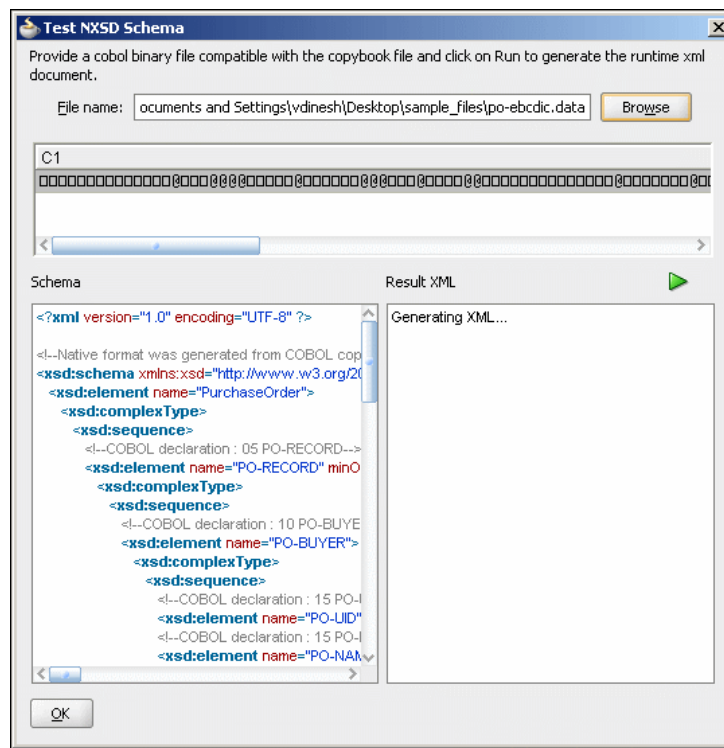 Test NXSD Schema
Provide a cobol binary file compatible with the copybook file and click on Run to generate the runtime xml
document.
File name: ocuments and Settings\vdinesh\Desktop\sample_files\po-ebcdic.data Browse
C1
□□□□□□□□□□□□□□@□□□@@@@□□□□□@□□□□□□@@@□□□@□□□□@@□□□□□□□□□□□□□□@□□□□□□□@□□
Schema Result XML
<?xml version="1.0" encoding="UTF-8" ?> Generating XML...
<!--Native format was generated from COBOL cop
<xsd:schema xmlns:xsd="http://www.w3.org/20
<xsd:element name="PurchaseOrder">
<xsd:complexType>
<xsd:sequence>
<!--COBOL declaration : 05 PO-RECORD-->
<xsd:element name="PO-RECORD" minO
<xsd:complexType>
<xsd:sequence>
<!--COBOL declaration : 10 PO-BUYE
<xsd:element name="PO-BUYER">
<xsd:complexType>
<xsd:sequence>
<!--COBOL declaration : 15 PO-
<xsd:element name="PO-UID"
<!--COBOL declaration : 15 PO-
<xsd:element name="PO-NAM
OK